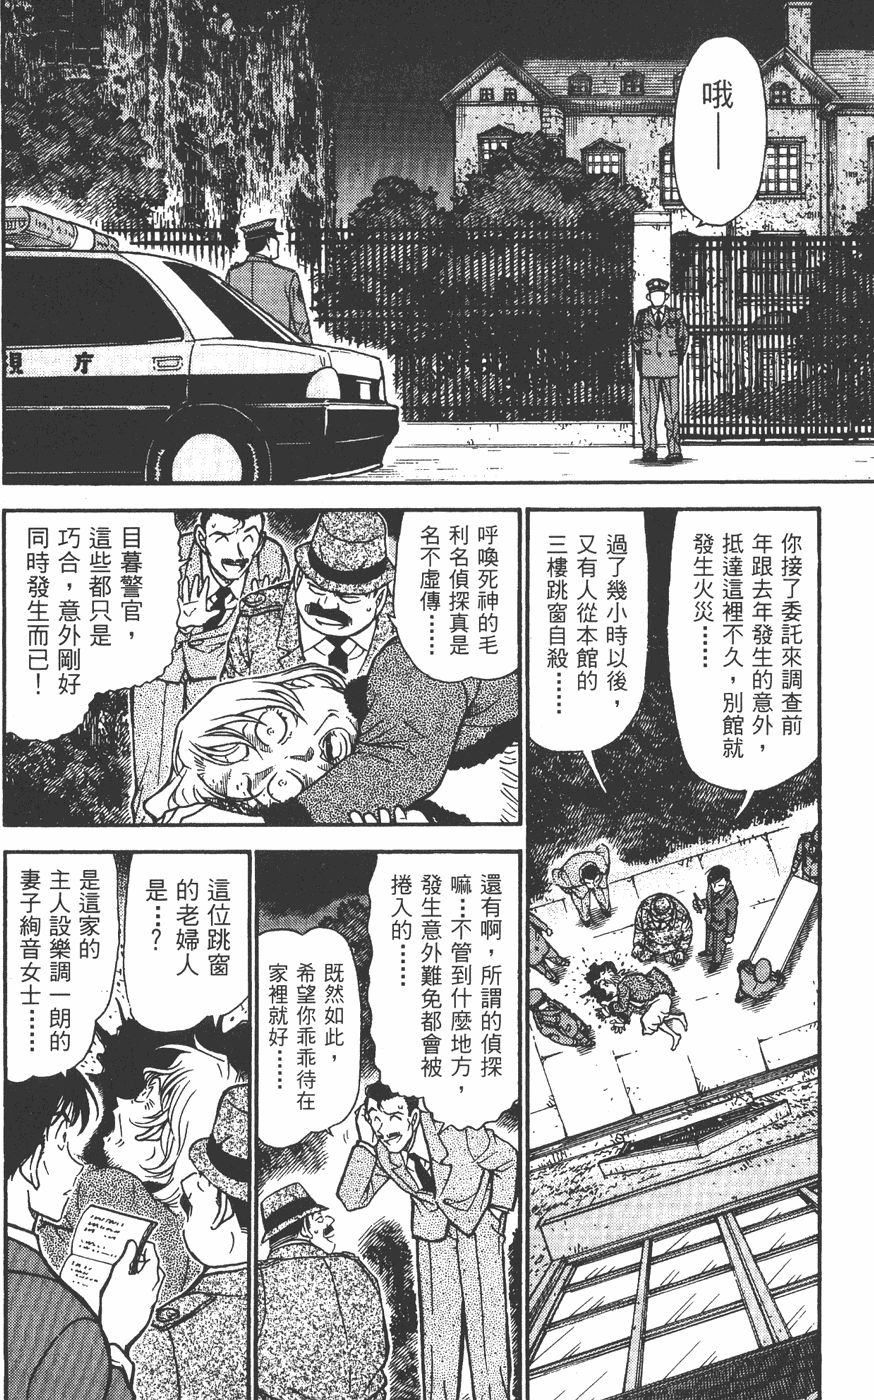 哦——
視庁
你接了委託來調查前
年跟去年發生的意外，
抵達這裡不久，別館就
發生火災……
過了幾小時以後，
又有人從本館的
三樓跳窗自殺……
呼喚死神的毛
利名偵探真是
名不虛傳……
目暮警官，
這些都只是
巧合，意外剛好
同時發生而已！
還有啊，所謂的偵探
嘛…不管到什麼地方，
發生意外難免都會被
捲入的……
既然如此，
希望你乖乖待在
家裡就好……
這位跳窗
的老婦人
是…？
是這家的
主人設樂調一朗的
妻子絢音女士……